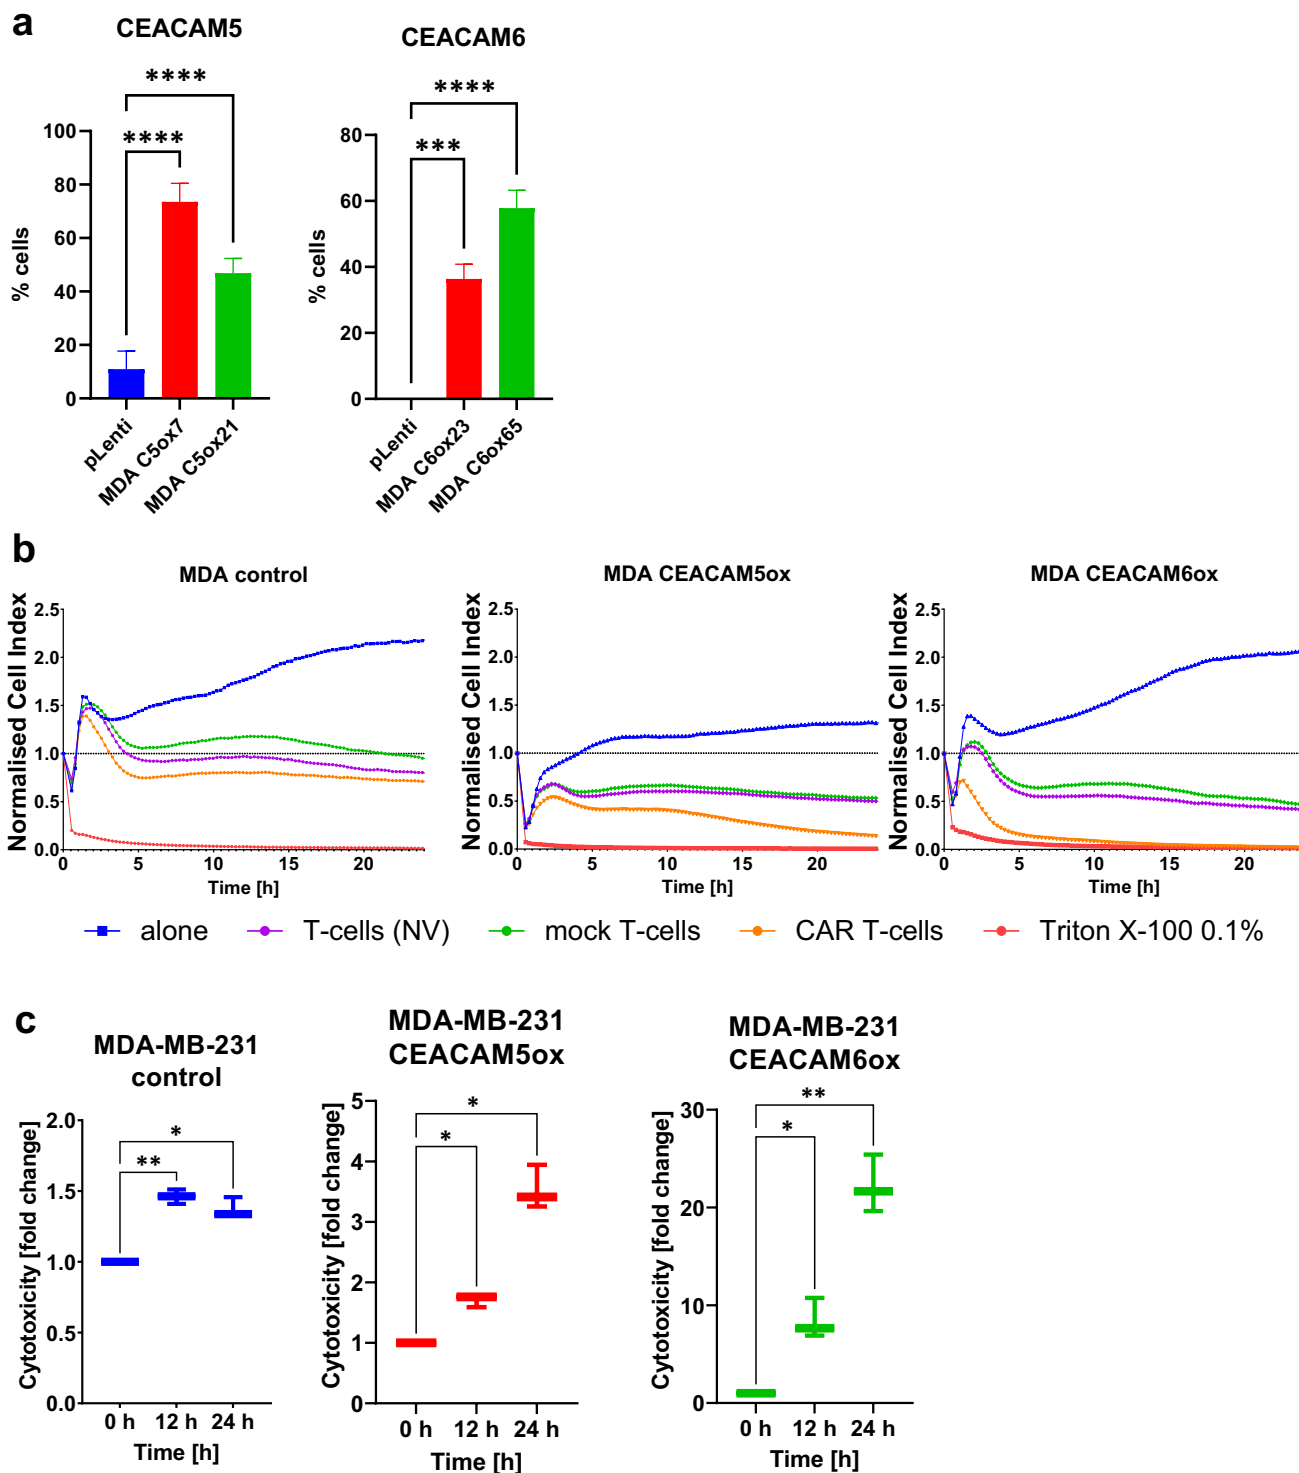 a
CEACAM5
CEACAM6
****
****
****
***
% cells
100
80
60
40
20
0
pLenti
MDA C5ox7
MDA C5ox21
% cells
80
60
40
20
0
pLenti
MDA C6ox23
MDA C6ox65
b
MDA control
MDA CEACAM5ox
MDA CEACAM6ox
Normalised Cell Index
2.5
2.0
1.5
1.0
0.5
0.0
0 5 10 15 20
Time [h]
Normalised Cell Index
2.5
2.0
1.5
1.0
0.5
0.0
0 5 10 15 20
Time [h]
Normalised Cell Index
2.5
2.0
1.5
1.0
0.5
0.0
0 5 10 15 20
Time [h]
alone T-cells (NV) mock T-cells CAR T-cells Triton X-100 0.1%
c
MDA-MB-231
control
Cytotoxicity [fold change]
2.0
1.5
1.0
0.5
0.0
*
**
0 h 12 h 24 h
Time [h]
MDA-MB-231
CEACAM5ox
Cytotoxicity [fold change]
5
4
3
2
1
0
*
*
0 h 12 h 24 h
Time [h]
MDA-MB-231
CEACAM6ox
Cytotoxicity [fold change]
30
20
10
0
**
*
0 h 12 h 24 h
Time [h]